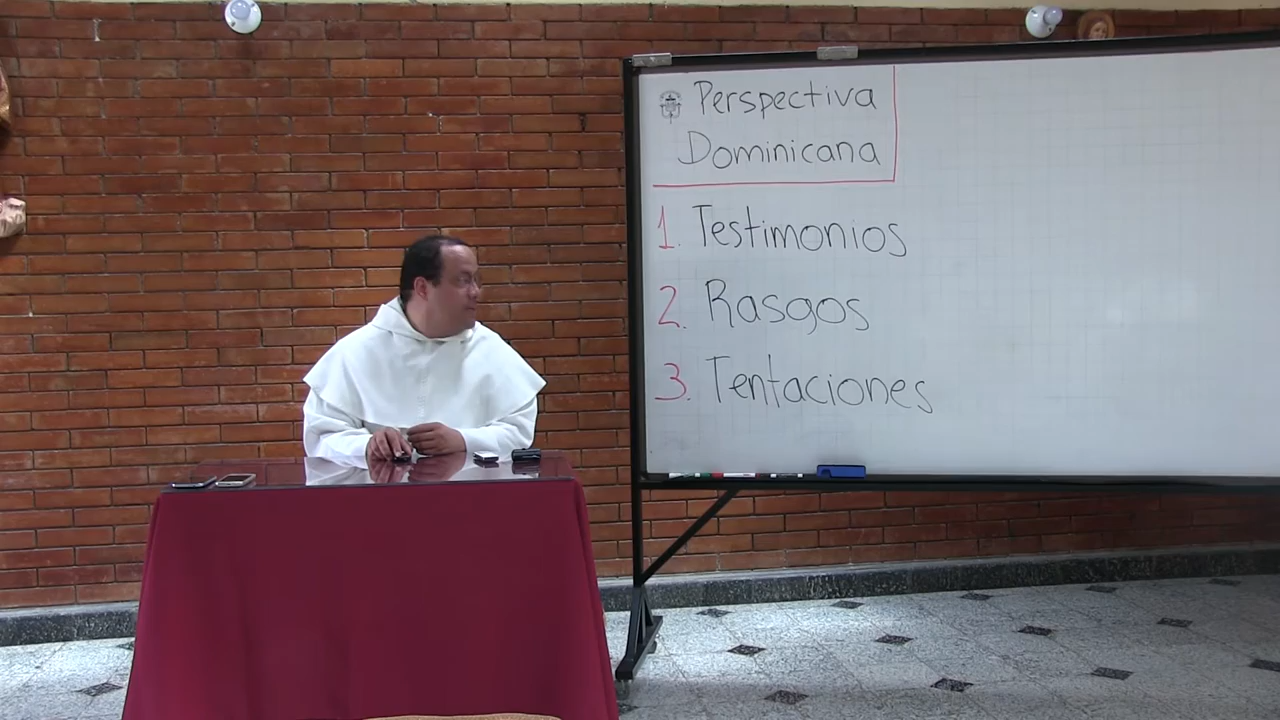 Perspectiva
Dominicana
1. Testimonios
2. Rasgos
3. Tentaciones